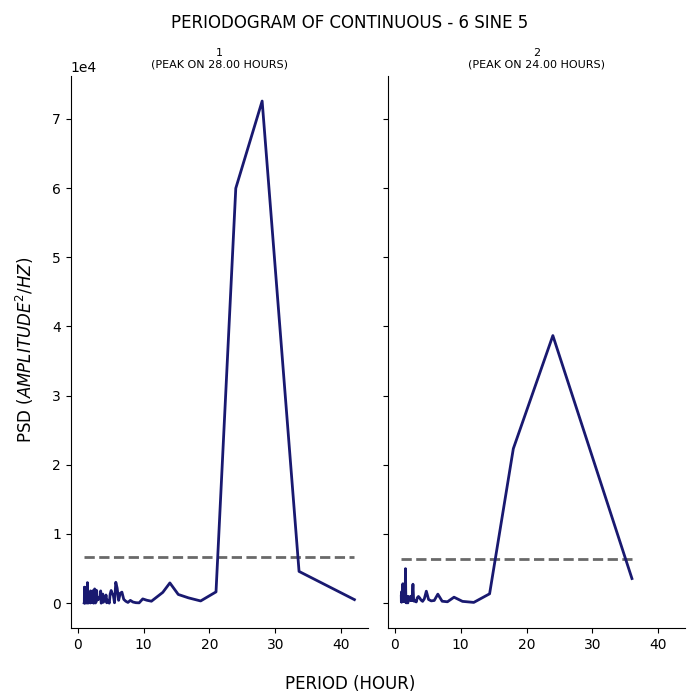 PERIODOGRAM OF CONTINUOUS - 6 SINE 5
1
(PEAK ON 28.00 HOURS)
2
(PEAK ON 24.00 HOURS)
1e4
7
6
5
4
3
2
1
0
PSD (AMPLITUDE²/HZ)
0 10 20 30 40
0 10 20 30 40
PERIOD (HOUR)